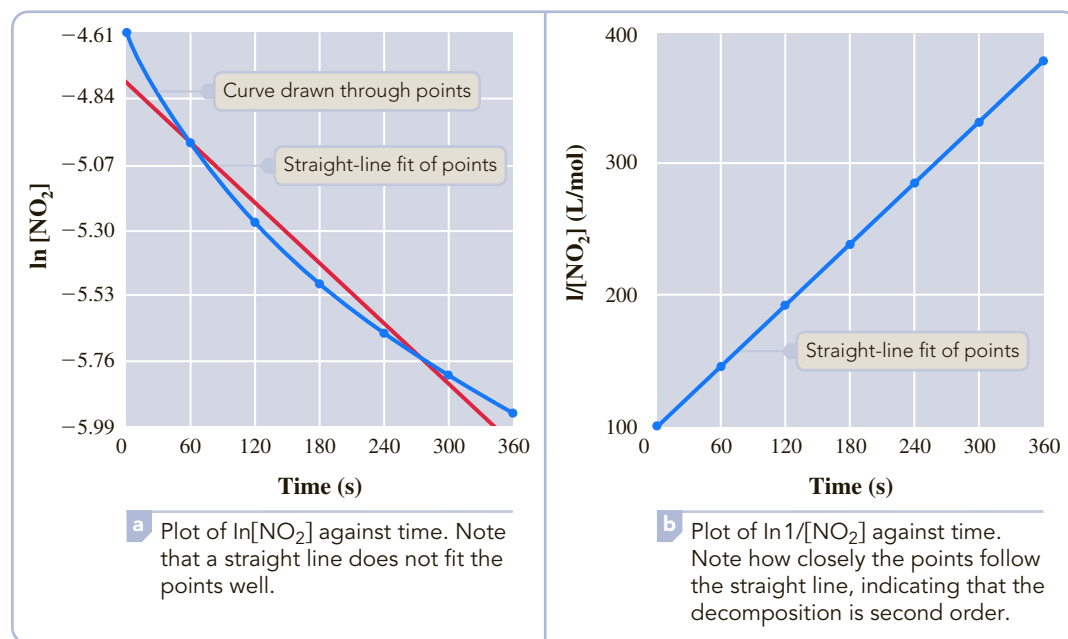 −4.61
−4.84
−5.07
−5.30
−5.53
−5.76
−5.99
ln [NO₂]
Curve drawn through points
Straight-line fit of points
0 60 120 180 240 300 360
Time (s)
a Plot of ln[NO₂] against time. Note
that a straight line does not fit the
points well.
400
300
200
100
l/[NO₂] (L/mol)
Straight-line fit of points
0 60 120 180 240 300 360
Time (s)
b Plot of ln 1/[NO₂] against time.
Note how closely the points follow
the straight line, indicating that the
decomposition is second order.